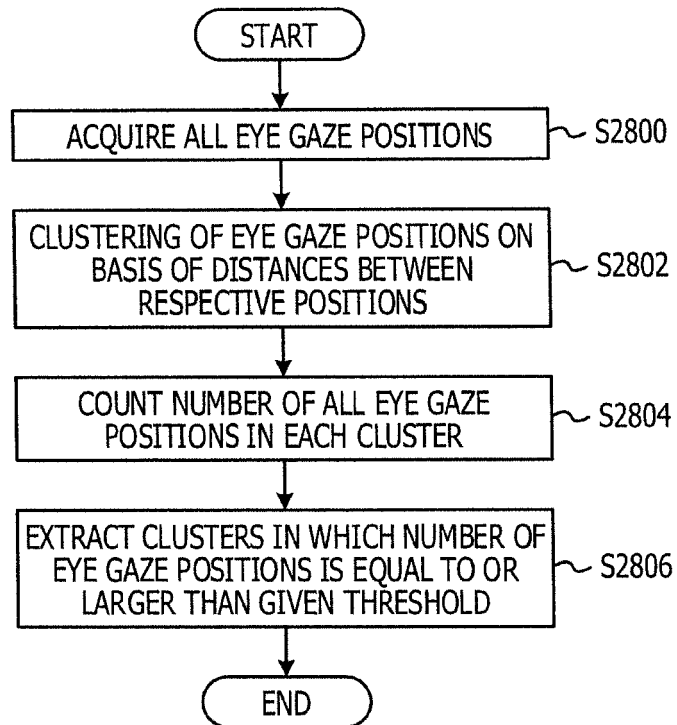 START
ACQUIRE ALL EYE GAZE POSITIONS
S2800
CLUSTERING OF EYE GAZE POSITIONS ON
BASIS OF DISTANCES BETWEEN
RESPECTIVE POSITIONS
S2802
COUNT NUMBER OF ALL EYE GAZE
POSITIONS IN EACH CLUSTER
S2804
EXTRACT CLUSTERS IN WHICH NUMBER OF
EYE GAZE POSITIONS IS EQUAL TO OR
LARGER THAN GIVEN THRESHOLD
S2806
END